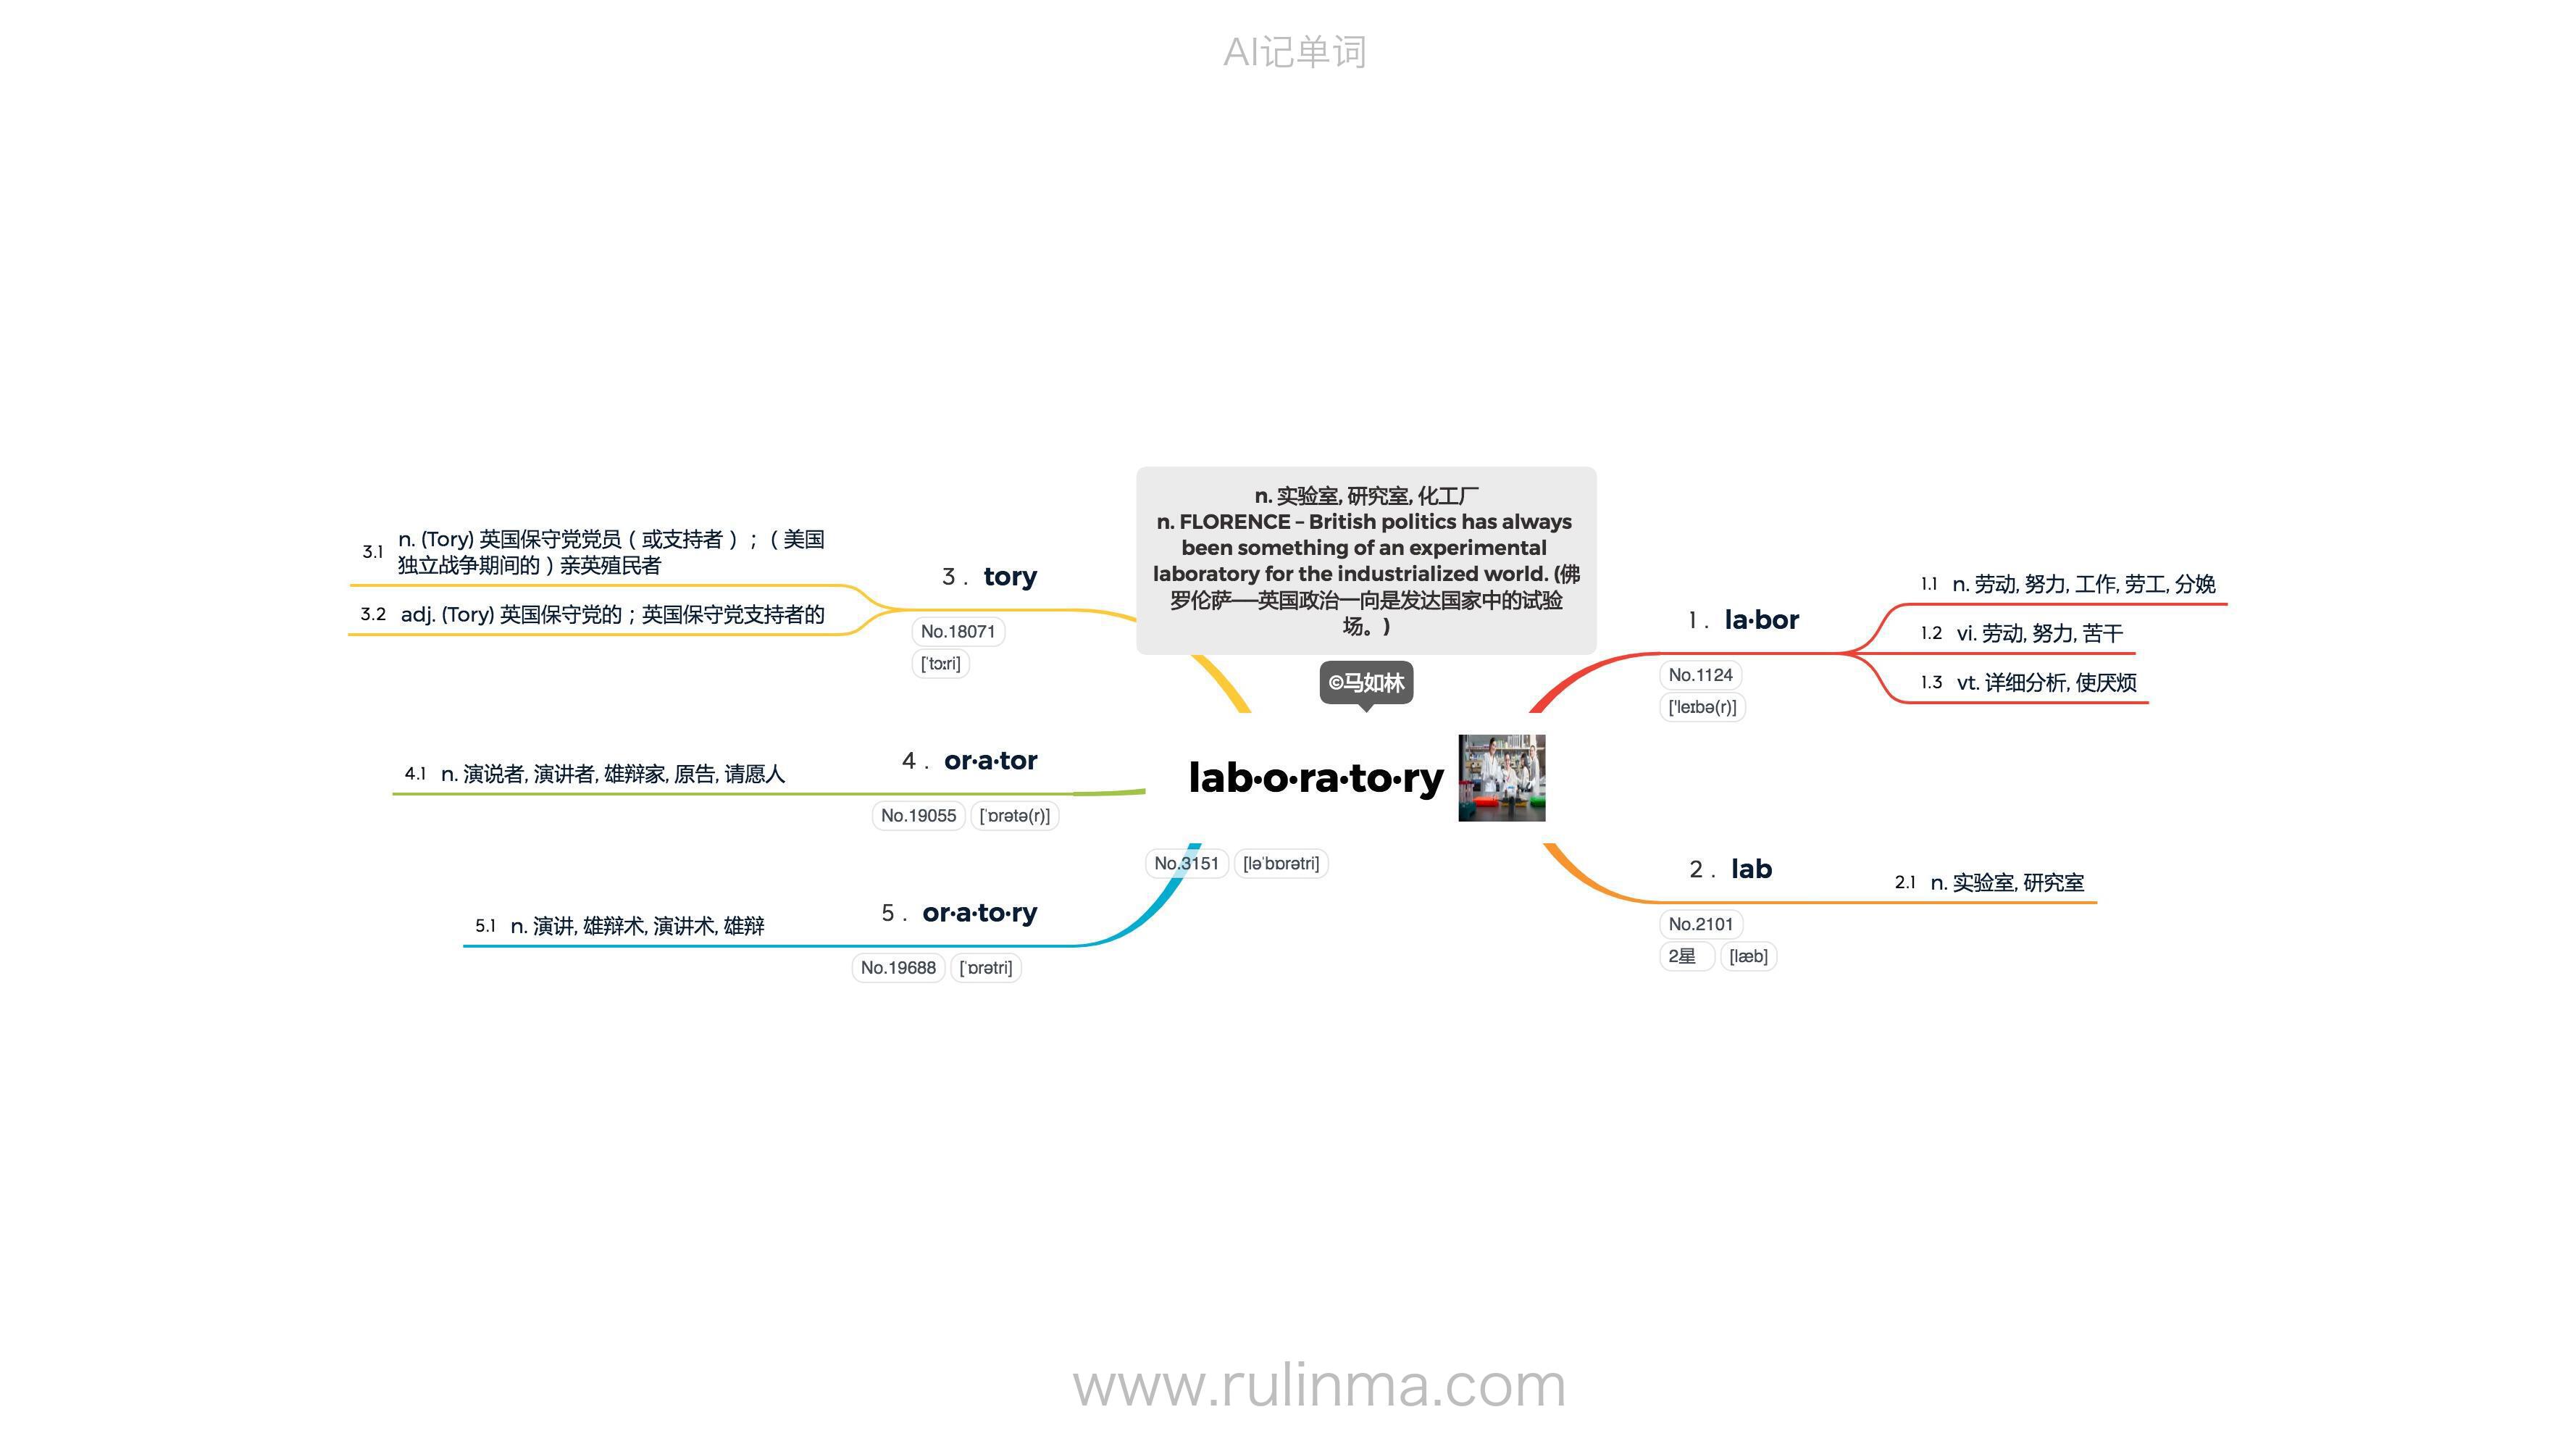 AI记单词
n. 实验室, 研究室, 化工厂
n. FLORENCE – British politics has always
been something of an experimental
laboratory for the industrialized world. (佛
罗伦萨──英国政治一向是发达国家中的试验
场。)
©马如林
lab·o·ra·to·ry
No.3151 [ləˈbɒrətri]
1. la·bor
No.1124
[ˈleɪbə(r)]
1.1 n. 劳动, 努力, 工作, 劳工, 分娩
1.2 vi. 劳动, 努力, 苦干
1.3 vt. 详细分析, 使厌烦
2. lab
No.2101
2星 [læb]
2.1 n. 实验室, 研究室
3. tory
No.18071
[ˈtɔːri]
3.1 n. (Tory) 英国保守党党员（或支持者）；（美国
独立战争期间的）亲英殖民者
3.2 adj. (Tory) 英国保守党的；英国保守党支持者的
4. or·a·tor
No.19055 [ˈɒrətə(r)]
4.1 n. 演说者, 演讲者, 雄辩家, 原告, 请愿人
5. or·a·to·ry
No.19688 [ˈɒrətri]
5.1 n. 演讲, 雄辩术, 演讲术, 雄辩
www.rulinma.com